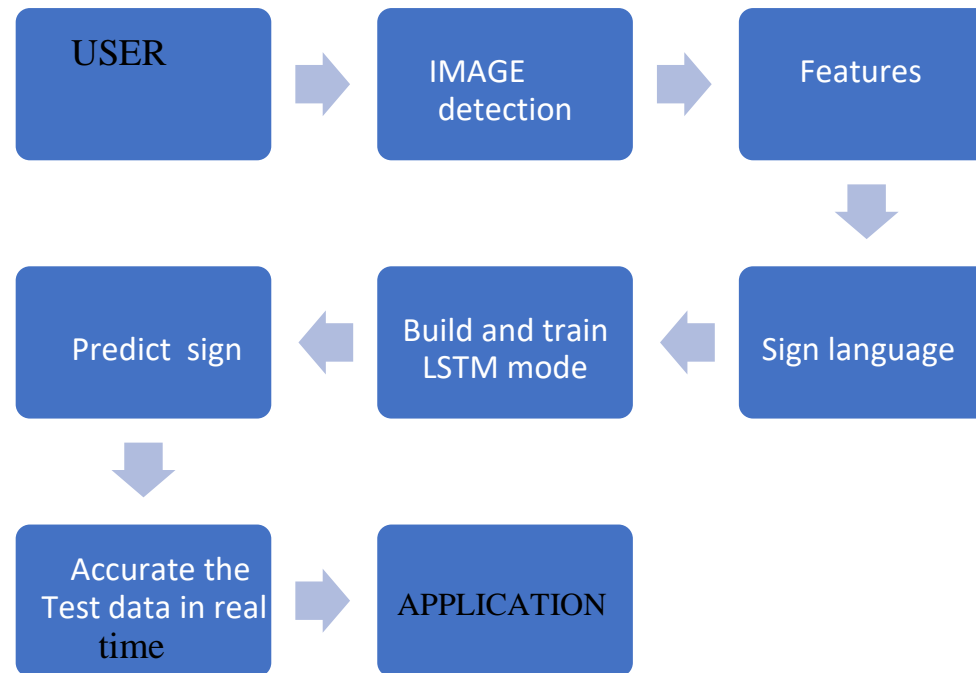 USER
IMAGE
detection
Features
Sign language
Build and train
LSTM mode
Predict sign
Accurate the
Test data in real
time
APPLICATION